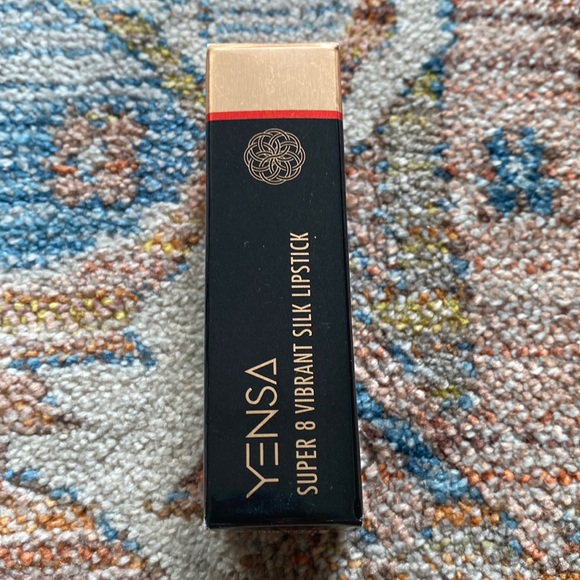 YENSA
SUPER 8 VIBRANT SILK LIPSTICK